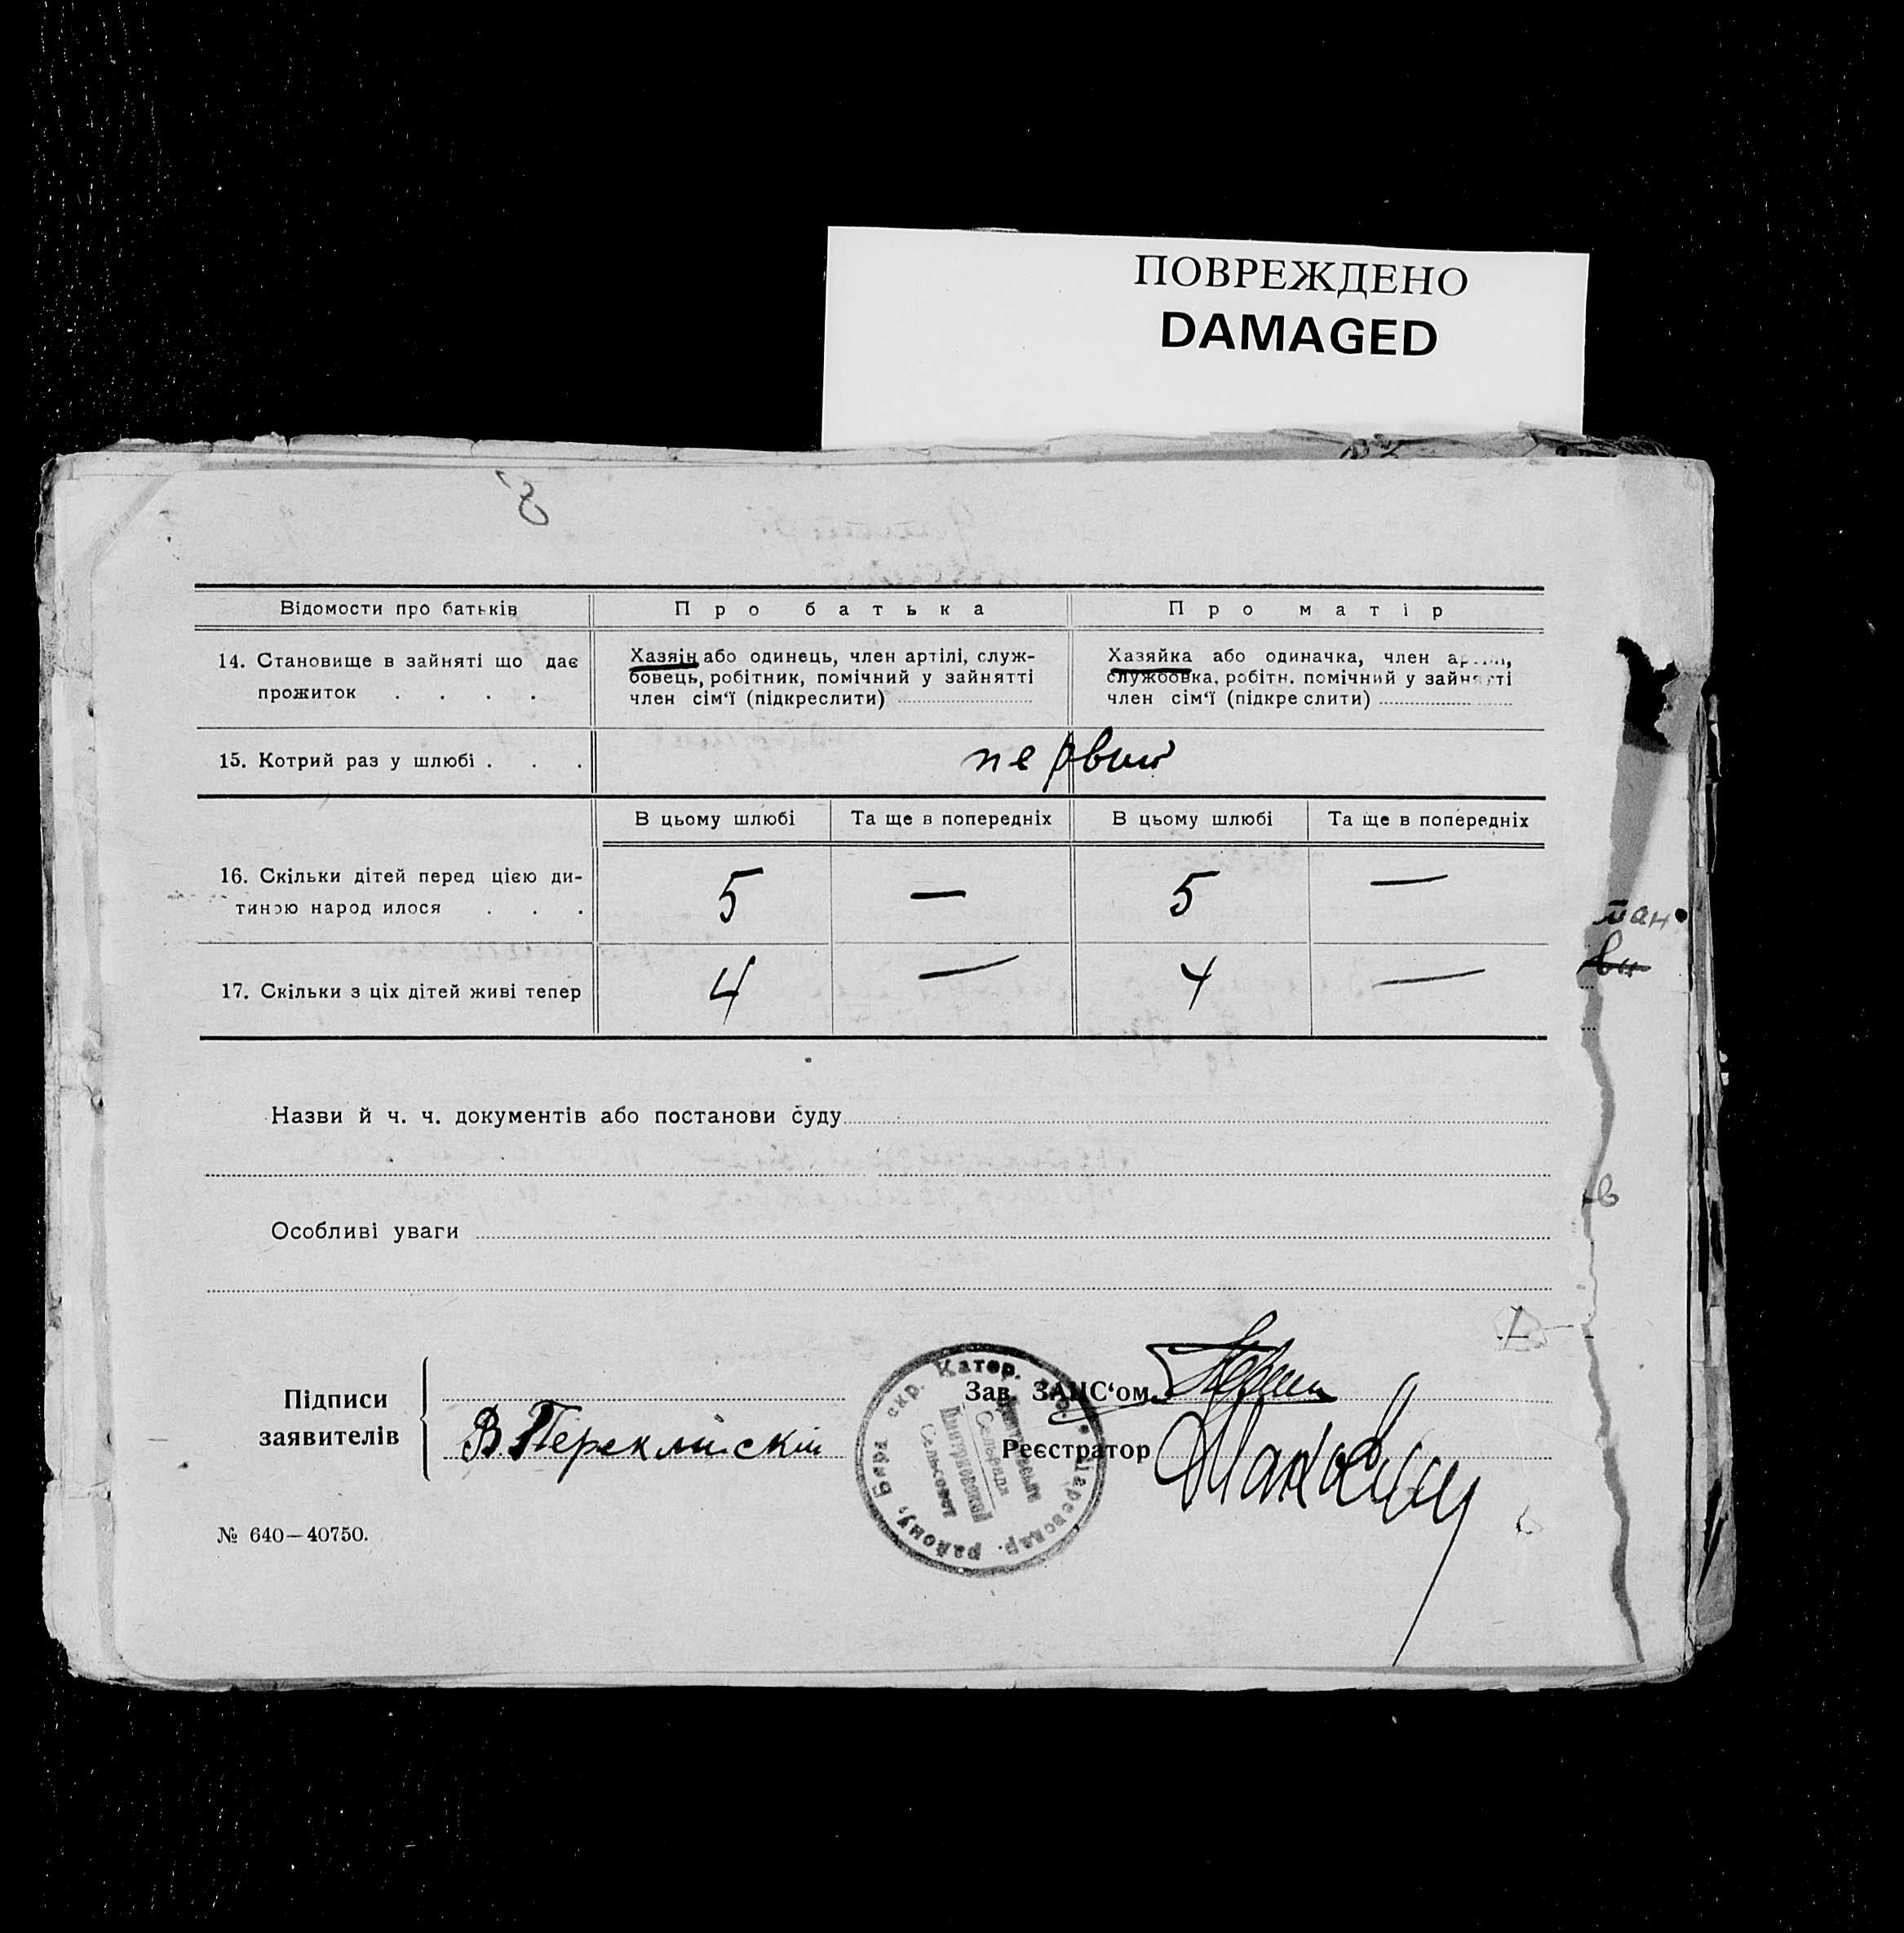 ПОВРЕЖДЕНО
DAMAGED
Відомости про батьків
Про батька
Про матір
14. Становище в зайняті що дає
прожиток . . . .
Хазяїн або одинець, член артілі, служ-
бовець, робітник, помічний у зайнятті
член сім'ї (підкреслити)
Хазяйка або одиначка, член
службовка, робітн. помічний у зайнятті
член сім'ї (підкреслити)
15. Котрий раз у шлюбі . . .
первий
В цьому шлюбі
Та ще в попередніх
В цьому шлюбі
Та ще в попередніх
16. Скільки дітей перед цією ди-
тиною народилося . . .
5 — 5 —
17. Скільки з ціх дітей живі тепер
4 — 4 —
Назви й ч. ч. документів або постанови суду
Особливі уваги
Підписи
заявителів
Зав. ЗАПС'ом
Реєстратор
№ 640—40750.